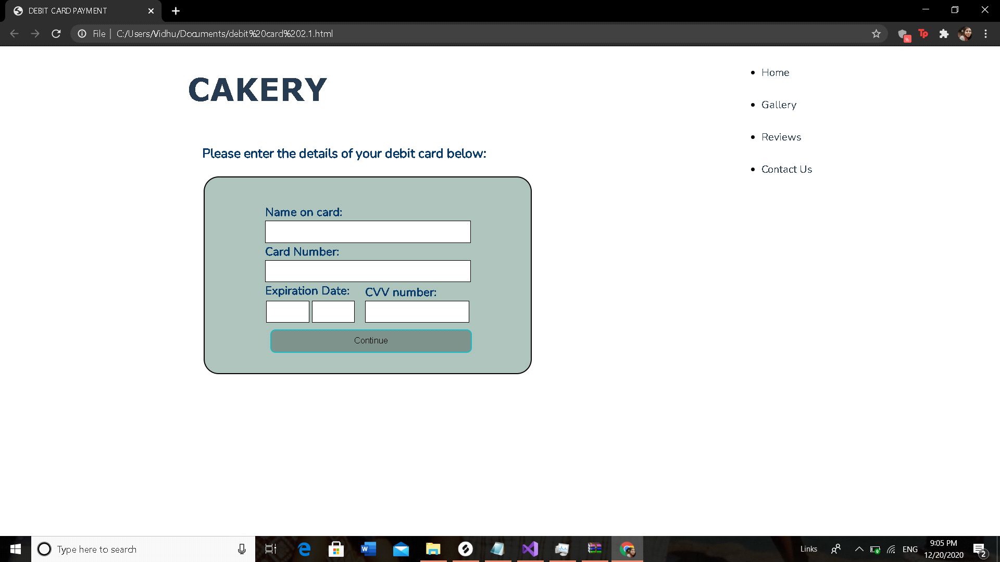 DEBIT CARD PAYMENT
File | C:/Users/Vidhu/Documents/debit%20card%202.1.html
%
Tp
CAKERY
Home
Gallery
Reviews
Contact Us
Please enter the details of your debit card below:
Name on card:
Card Number:
Expiration Date:
CVV number:
Continue
Type here to search
W
Links
ENG
9:05 PM
12/20/2020
2